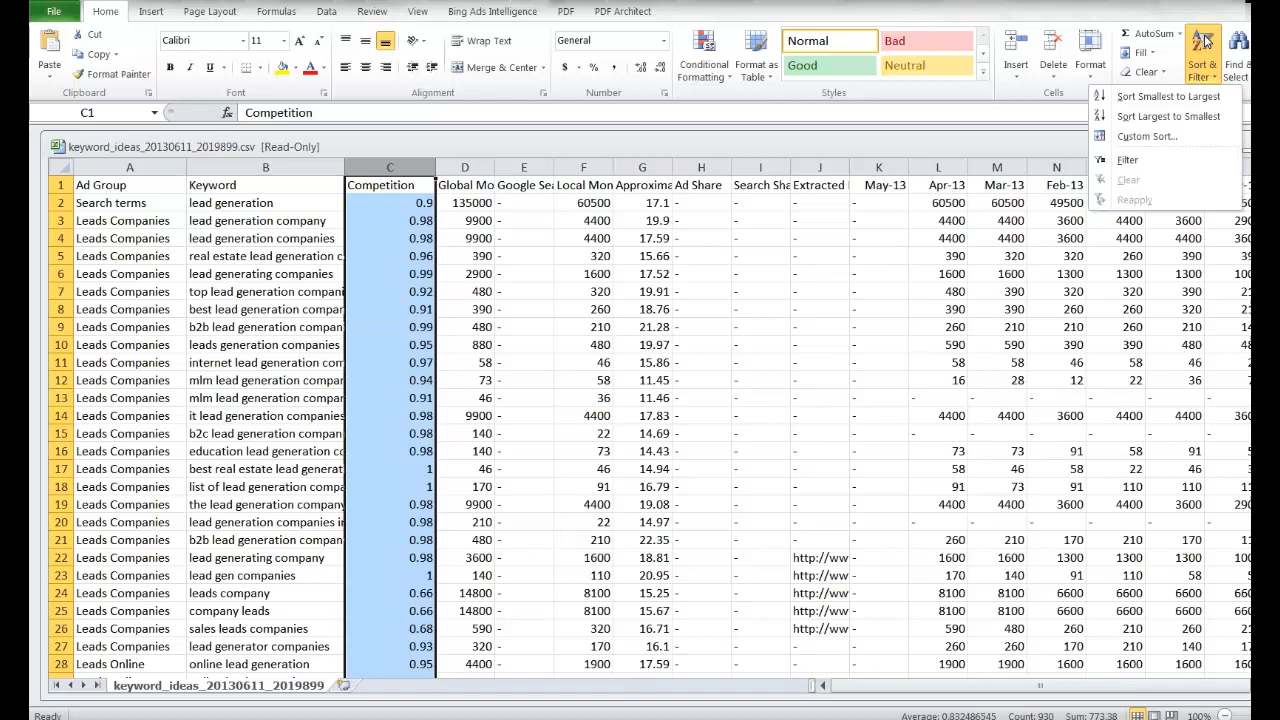 File Home Insert Page Layout Formulas Data Review View Bing Ads Intelligence PDF PDF Architect
Paste
Cut
Copy
Format Painter
Clipboard
Calibri 11
B I U
Font
Wrap Text
Merge & Center
Alignment
General
$ % ,
Number
Conditional Formatting
Format as Table
Normal Bad
Good Neutral
Styles
Insert Delete Format
Cells
AutoSum
Fill
Clear
Sort & Filter
Find & Select
Sort Smallest to Largest
Sort Largest to Smallest
Custom Sort...
Filter
Clear
Reapply
C1 fx Competition
keyword_ideas_20130611_2019899.csv [Read-Only]
A B C D E F G H I J K L M N
1 Ad Group Keyword Competition Global Mo Google Se Local Mon Approxima Ad Share Search Sha Extracted May-13 Apr-13 Mar-13 Feb-13
2 Search terms lead generation 0.9 135000 - 60500 17.1 - - - - 60500 60500 49500
3 Leads Companies lead generation company 0.98 9900 - 4400 19.9 - - - - 4400 4400 3600 4400 3600 290
4 Leads Companies lead generation companies 0.98 9900 - 4400 17.59 - - - - 4400 4400 3600 4400 4400 360
5 Leads Companies real estate lead generation c 0.96 390 - 320 15.66 - - - - 390 320 320 260 390 39
6 Leads Companies lead generating companies 0.99 2900 - 1600 17.52 - - - - 1600 1600 1300 1300 1300 100
7 Leads Companies top lead generation compani 0.92 480 - 320 19.91 - - - - 480 390 320 320 390 21
8 Leads Companies best lead generation compar 0.91 390 - 260 18.76 - - - - 390 390 260 260 320 21
9 Leads Companies b2b lead generation compan 0.99 480 - 210 21.28 - - - - 260 210 210 260 210 14
10 Leads Companies leads generation companies 0.95 880 - 480 19.97 - - - - 590 590 390 390 480 48
11 Leads Companies internet lead generation con 0.97 58 - 46 15.86 - - - - 58 58 46 58 46 2
12 Leads Companies mlm lead generation compar 0.94 73 - 58 11.45 - - - - 16 28 12 22 36 7
13 Leads Companies mlm lead generation compar 0.91 46 - 36 11.46 - - - - - - - - - -
14 Leads Companies it lead generation companies 0.98 9900 - 4400 17.83 - - - - 4400 4400 3600 4400 4400 360
15 Leads Companies b2c lead generation compan 0.98 140 - 22 14.69 - - - - - - - - - -
16 Leads Companies education lead generation co 0.98 140 - 73 14.43 - - - - 73 73 91 58 91 5
17 Leads Companies best real estate lead generat 1 46 - 46 14.94 - - - - 58 46 58 22 46
18 Leads Companies list of lead generation compa 1 170 - 91 16.79 - - - - 91 73 91 110 110 11
19 Leads Companies the lead generation company 0.98 9900 - 4400 19.08 - - - - 4400 4400 3600 4400 3600 290
20 Leads Companies lead generation companies i 0.98 210 - 22 14.97 - - - - - - - - - -
21 Leads Companies b2b lead generation compan 0.98 480 - 210 22.35 - - - - 260 210 170 210 170 11
22 Leads Companies lead generating company 0.98 3600 - 1600 18.81 - - http://ww - 1600 1600 1300 1300 1300 100
23 Leads Companies lead gen companies 1 140 - 110 20.95 - - http://ww - 170 140 91 110 58 5
24 Leads Companies leads company 0.66 14800 - 8100 15.25 - - http://ww - 8100 8100 6600 6600 6600 660
25 Leads Companies company leads 0.66 14800 - 8100 15.67 - - http://ww - 8100 8100 6600 6600 6600 660
26 Leads Companies sales leads companies 0.68 590 - 320 16.71 - - http://ww - 590 480 260 210 260 21
27 Leads Companies lead generator companies 0.93 320 - 170 16.1 - - - - 260 260 170 210 140 17
28 Leads Online online lead generation 0.95 4400 - 1900 17.59 - - - - 1900 1900 1600 1600 1600 160
keyword_ideas_20130611_2019899
Ready Average: 0.832486545 Count: 930 Sum: 773.38 100%